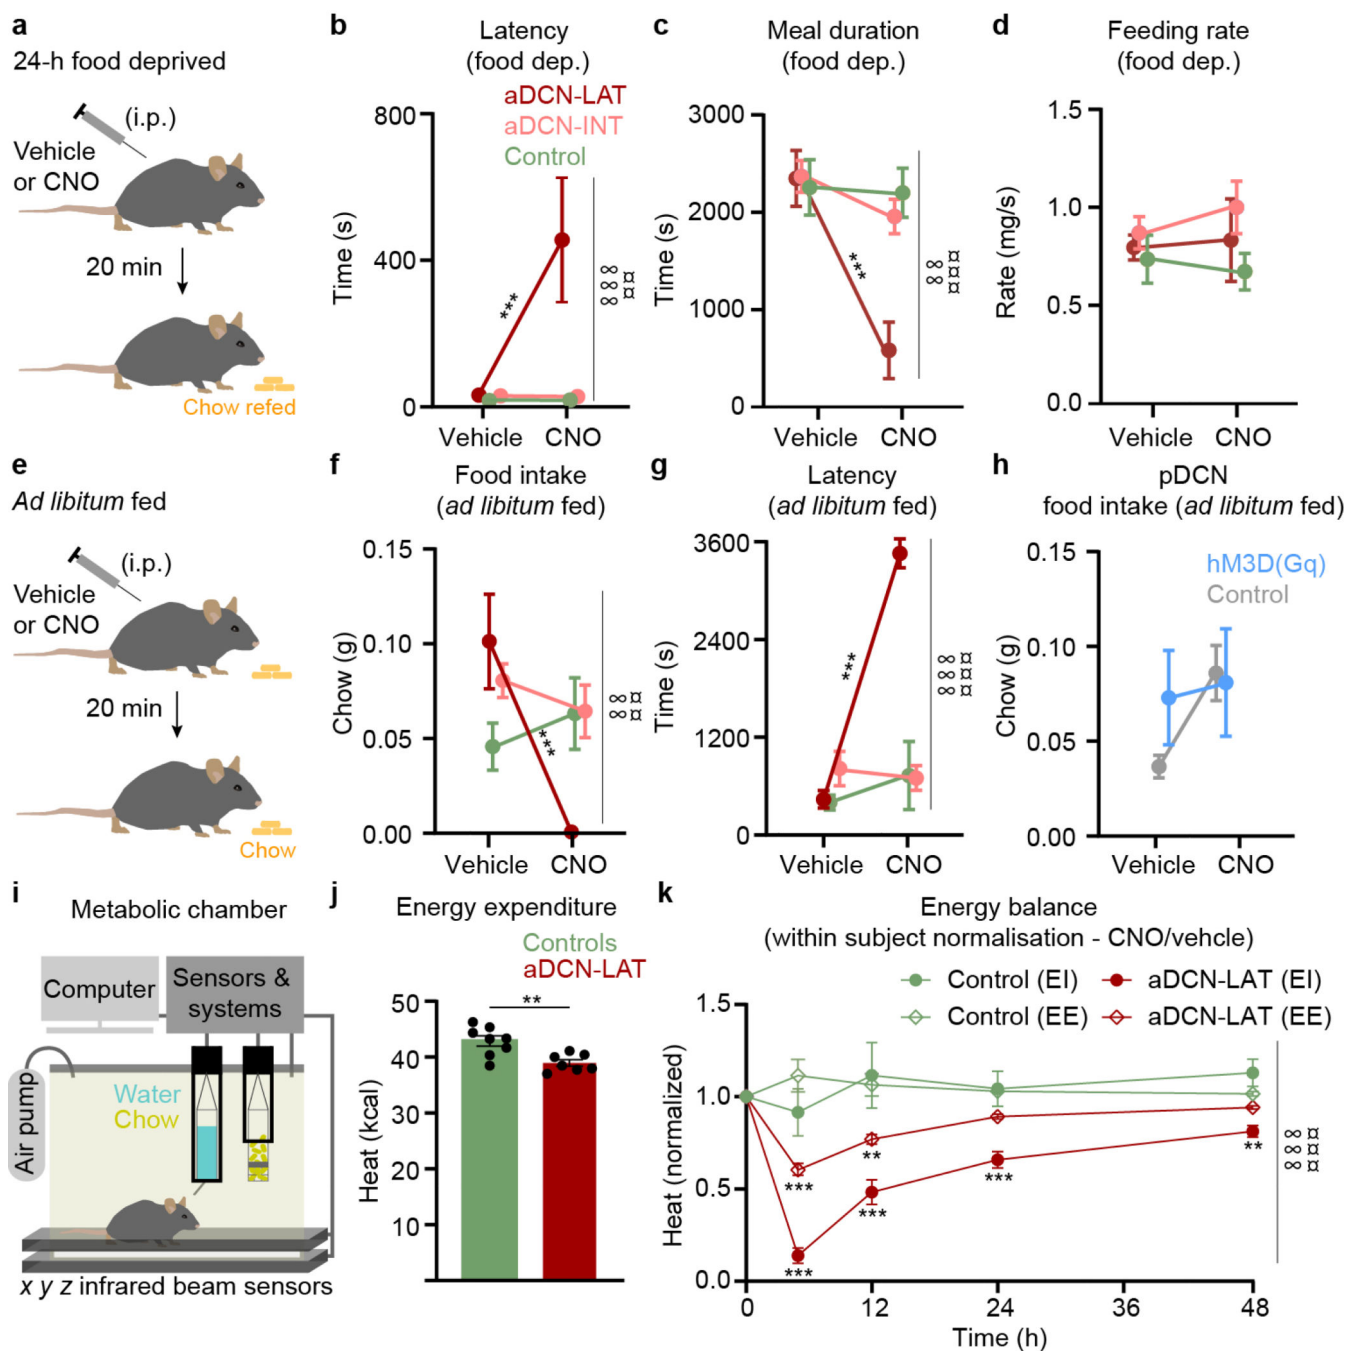 a
24-h food deprived
(i.p.)
Vehicle
or CNO
20 min
Chow refed
b
Latency
(food dep.)
aDCN-LAT
aDCN-INT
Control
Time (s)
800
400
0
***
∞∞∞
¤¤
Vehicle CNO
c
Meal duration
(food dep.)
Time (s)
3000
2000
1000
0
***
∞∞
¤¤¤
Vehicle CNO
d
Feeding rate
(food dep.)
Rate (mg/s)
1.5
1.0
0.5
0
Vehicle CNO
e
Ad libitum fed
(i.p.)
Vehicle
or CNO
20 min
Chow
f
Food intake
(ad libitum fed)
Chow (g)
0.15
0.10
0.05
0.00
***
∞∞
¤¤
Vehicle CNO
g
Latency
(ad libitum fed)
Time (s)
3600
2400
1200
0
***
∞∞∞
¤¤¤
Vehicle CNO
h
pDCN
food intake (ad libitum fed)
hM3D(Gq)
Control
Chow (g)
0.15
0.10
0.05
0.00
Vehicle CNO
i
Metabolic chamber
Computer
Sensors &
systems
Air pump
Water
Chow
x y z infrared beam sensors
j
Energy expenditure
Controls
aDCN-LAT
**
Heat (kcal)
50
40
30
20
10
k
Energy balance
(within subject normalisation - CNO/vehcle)
Control (EI) aDCN-LAT (EI)
Control (EE) aDCN-LAT (EE)
Heat (normalized)
1.5
1.0
0.5
0.0
***
**
***
***
***
**
∞∞∞
¤¤¤
0 12 24 36 48
Time (h)